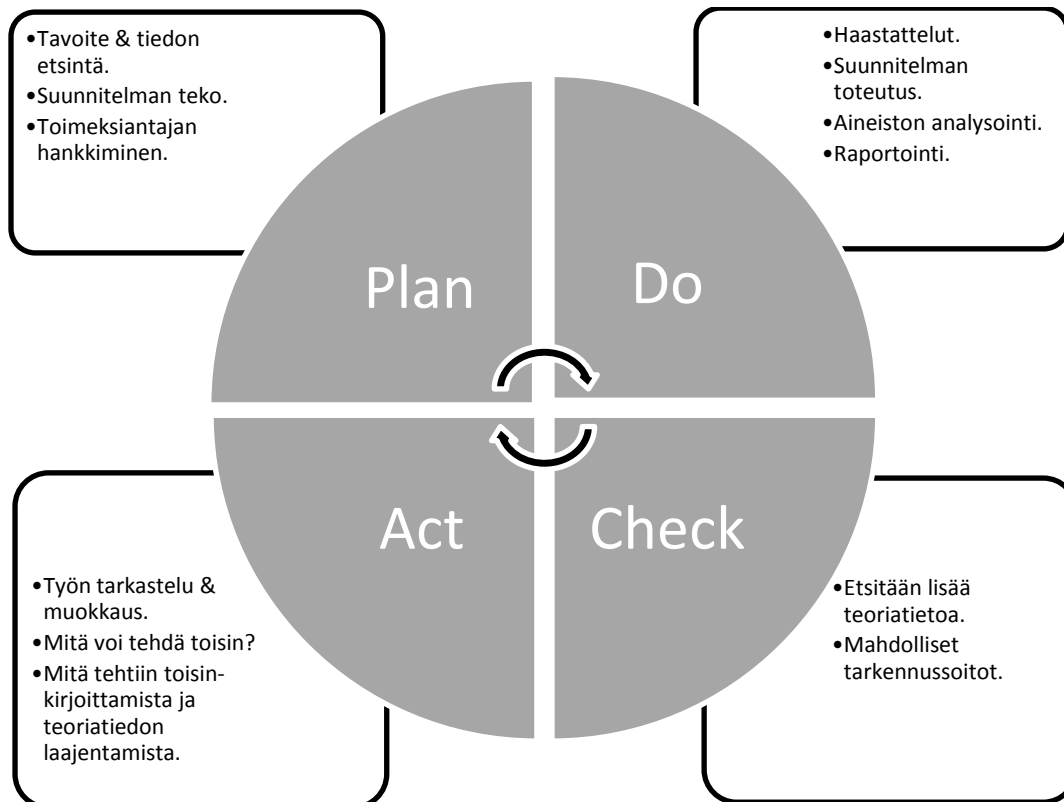 •Tavoite & tiedon
etsintä.
•Suunnitelman teko.
•Toimeksiantajan
hankkiminen.
•Haastattelut.
•Suunnitelman
toteutus.
•Aineiston analysointi.
•Raportointi.
Plan
Do
Act
Check
•Työn tarkastelu &
muokkaus.
•Mitä voi tehdä toisin?
•Mitä tehtiin toisin-
kirjoittamista ja
teoriatiedon
laajentamista.
•Etsitään lisää
teoriatietoa.
•Mahdolliset
tarkennussoitot.